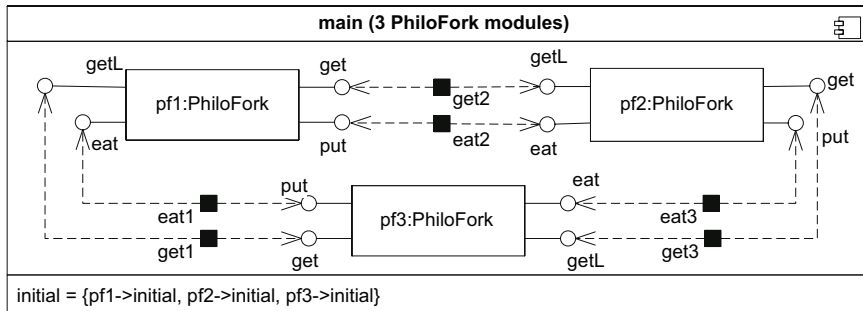 main (3 PhiloFork modules)
getL
get
getL
get
pf1:PhiloFork
pf2:PhiloFork
get2
eat
put
eat2
eat
put
put
eat
eat1
pf3:PhiloFork
eat3
get1
get
getL
get3
initial = {pf1->initial, pf2->initial, pf3->initial}